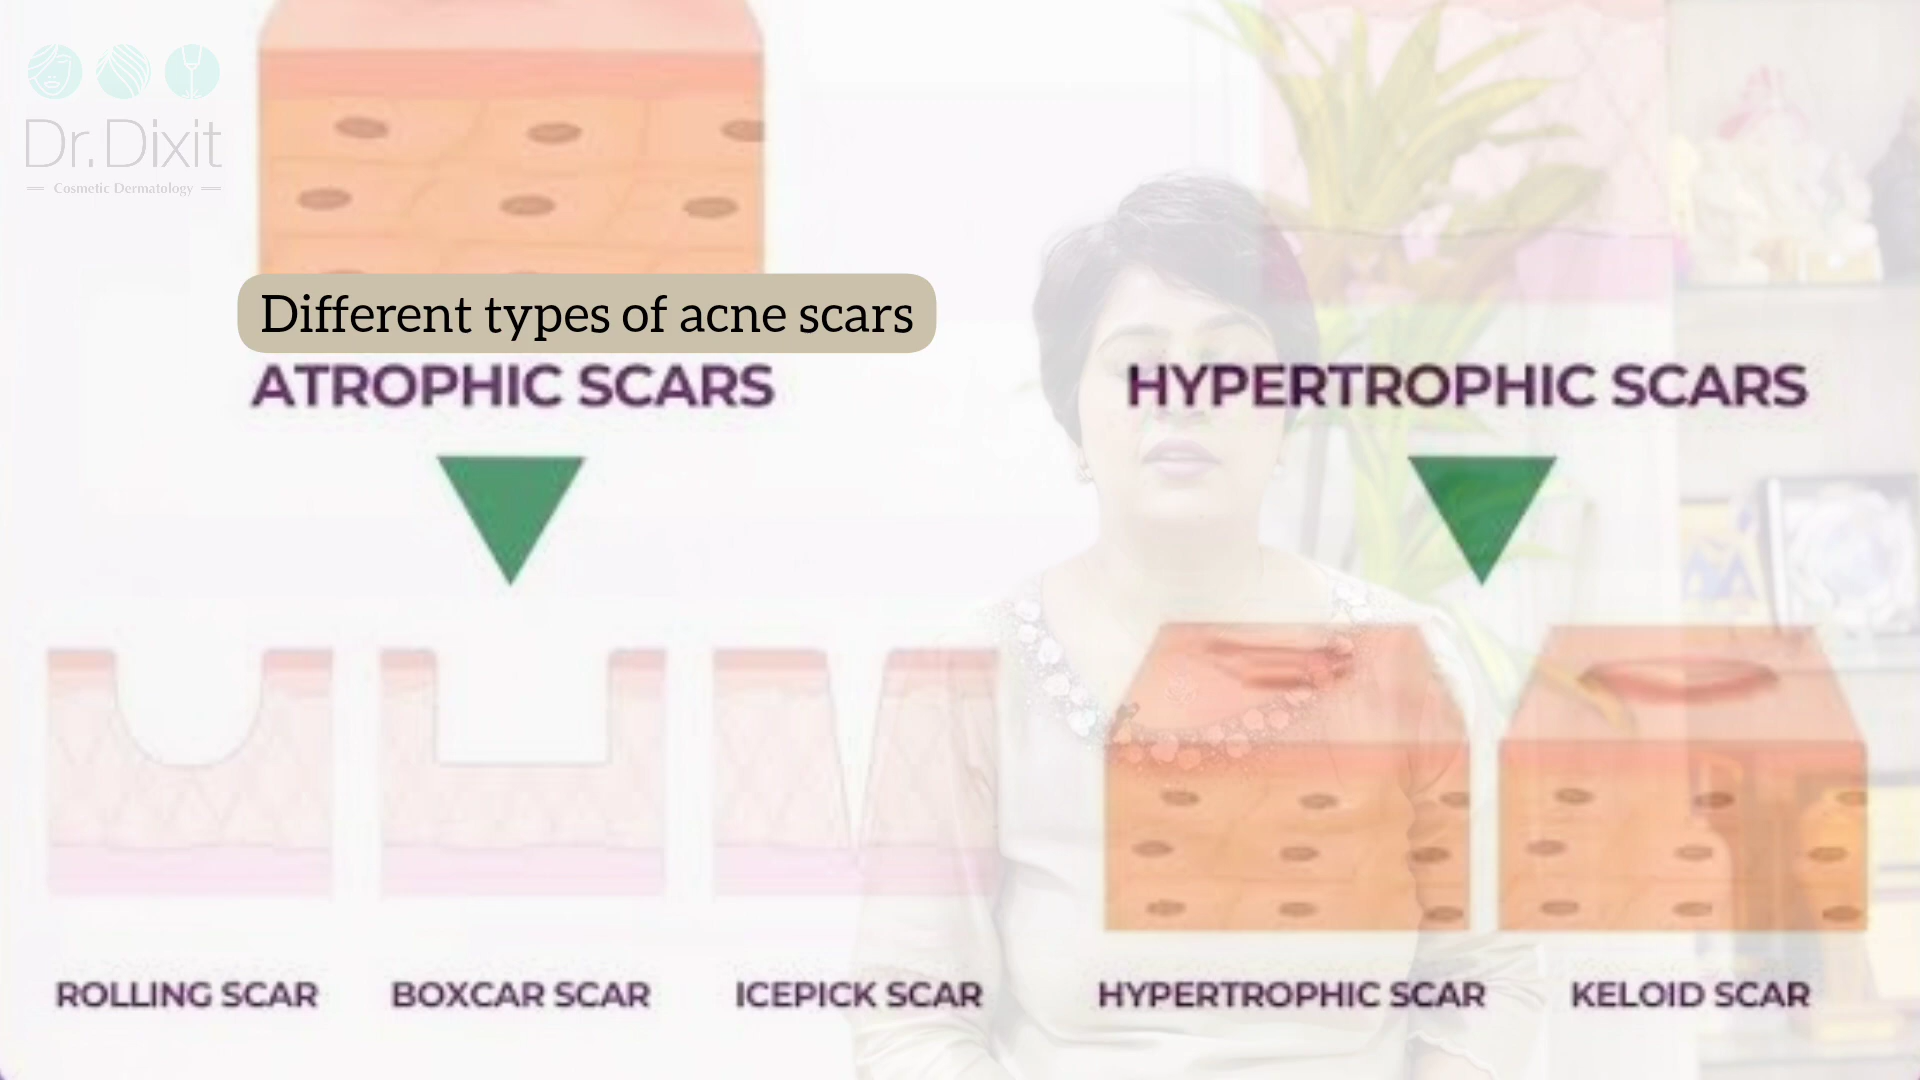 Dr. Dixit
Cosmetic Dermatology
Different types of acne scars
ATROPHIC SCARS
HYPERTROPHIC SCARS
ROLLING SCAR
BOXCAR SCAR
ICEPICK SCAR
HYPERTROPHIC SCAR
KELOID SCAR